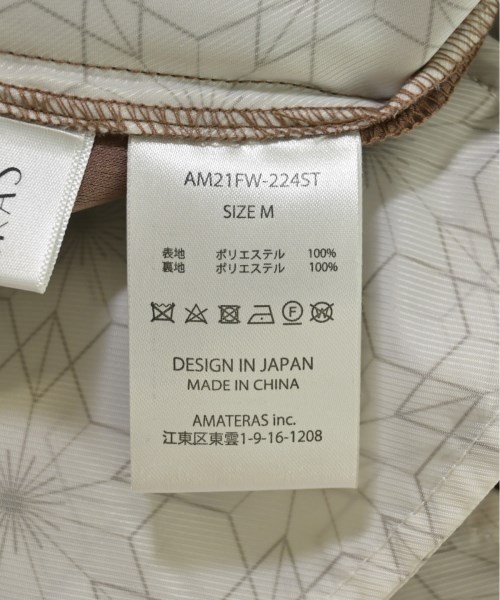 RAS
AM21FW-224ST
SIZE M
表地 ポリエステル 100%
裏地 ポリエステル 100%
F
W
DESIGN IN JAPAN
MADE IN CHINA
AMATERAS inc.
江東区東雲1-9-16-1208